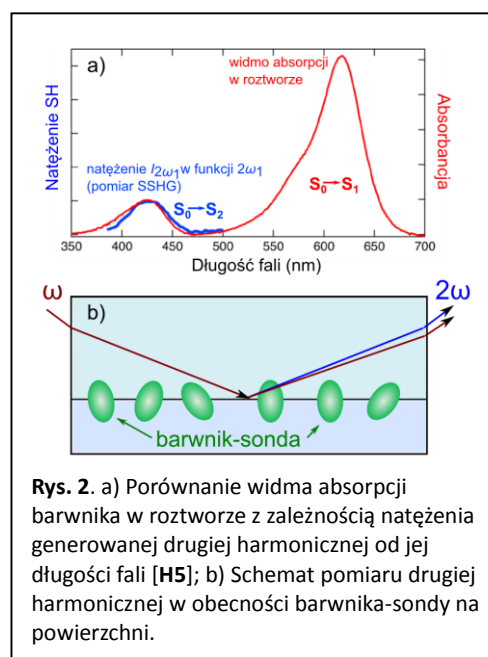 a)
widmo absorpcji
w roztworze
Natężenie SH
Absorbancja
natężenie I2ω1 w funkcji 2ω1
(pomiar SSHG)
S0→S2
S0→S1
350 400 450 500 550 600 650 700
Długość fali (nm)
ω
b)
2ω
barwnik-sonda
Rys. 2. a) Porównanie widma absorpcji
barwnika w roztworze z zależnością natężenia
generowanej drugiej harmonicznej od jej
długości fali [H5]; b) Schemat pomiaru drugiej
harmonicznej w obecności barwnika-sondy na
powierzchni.